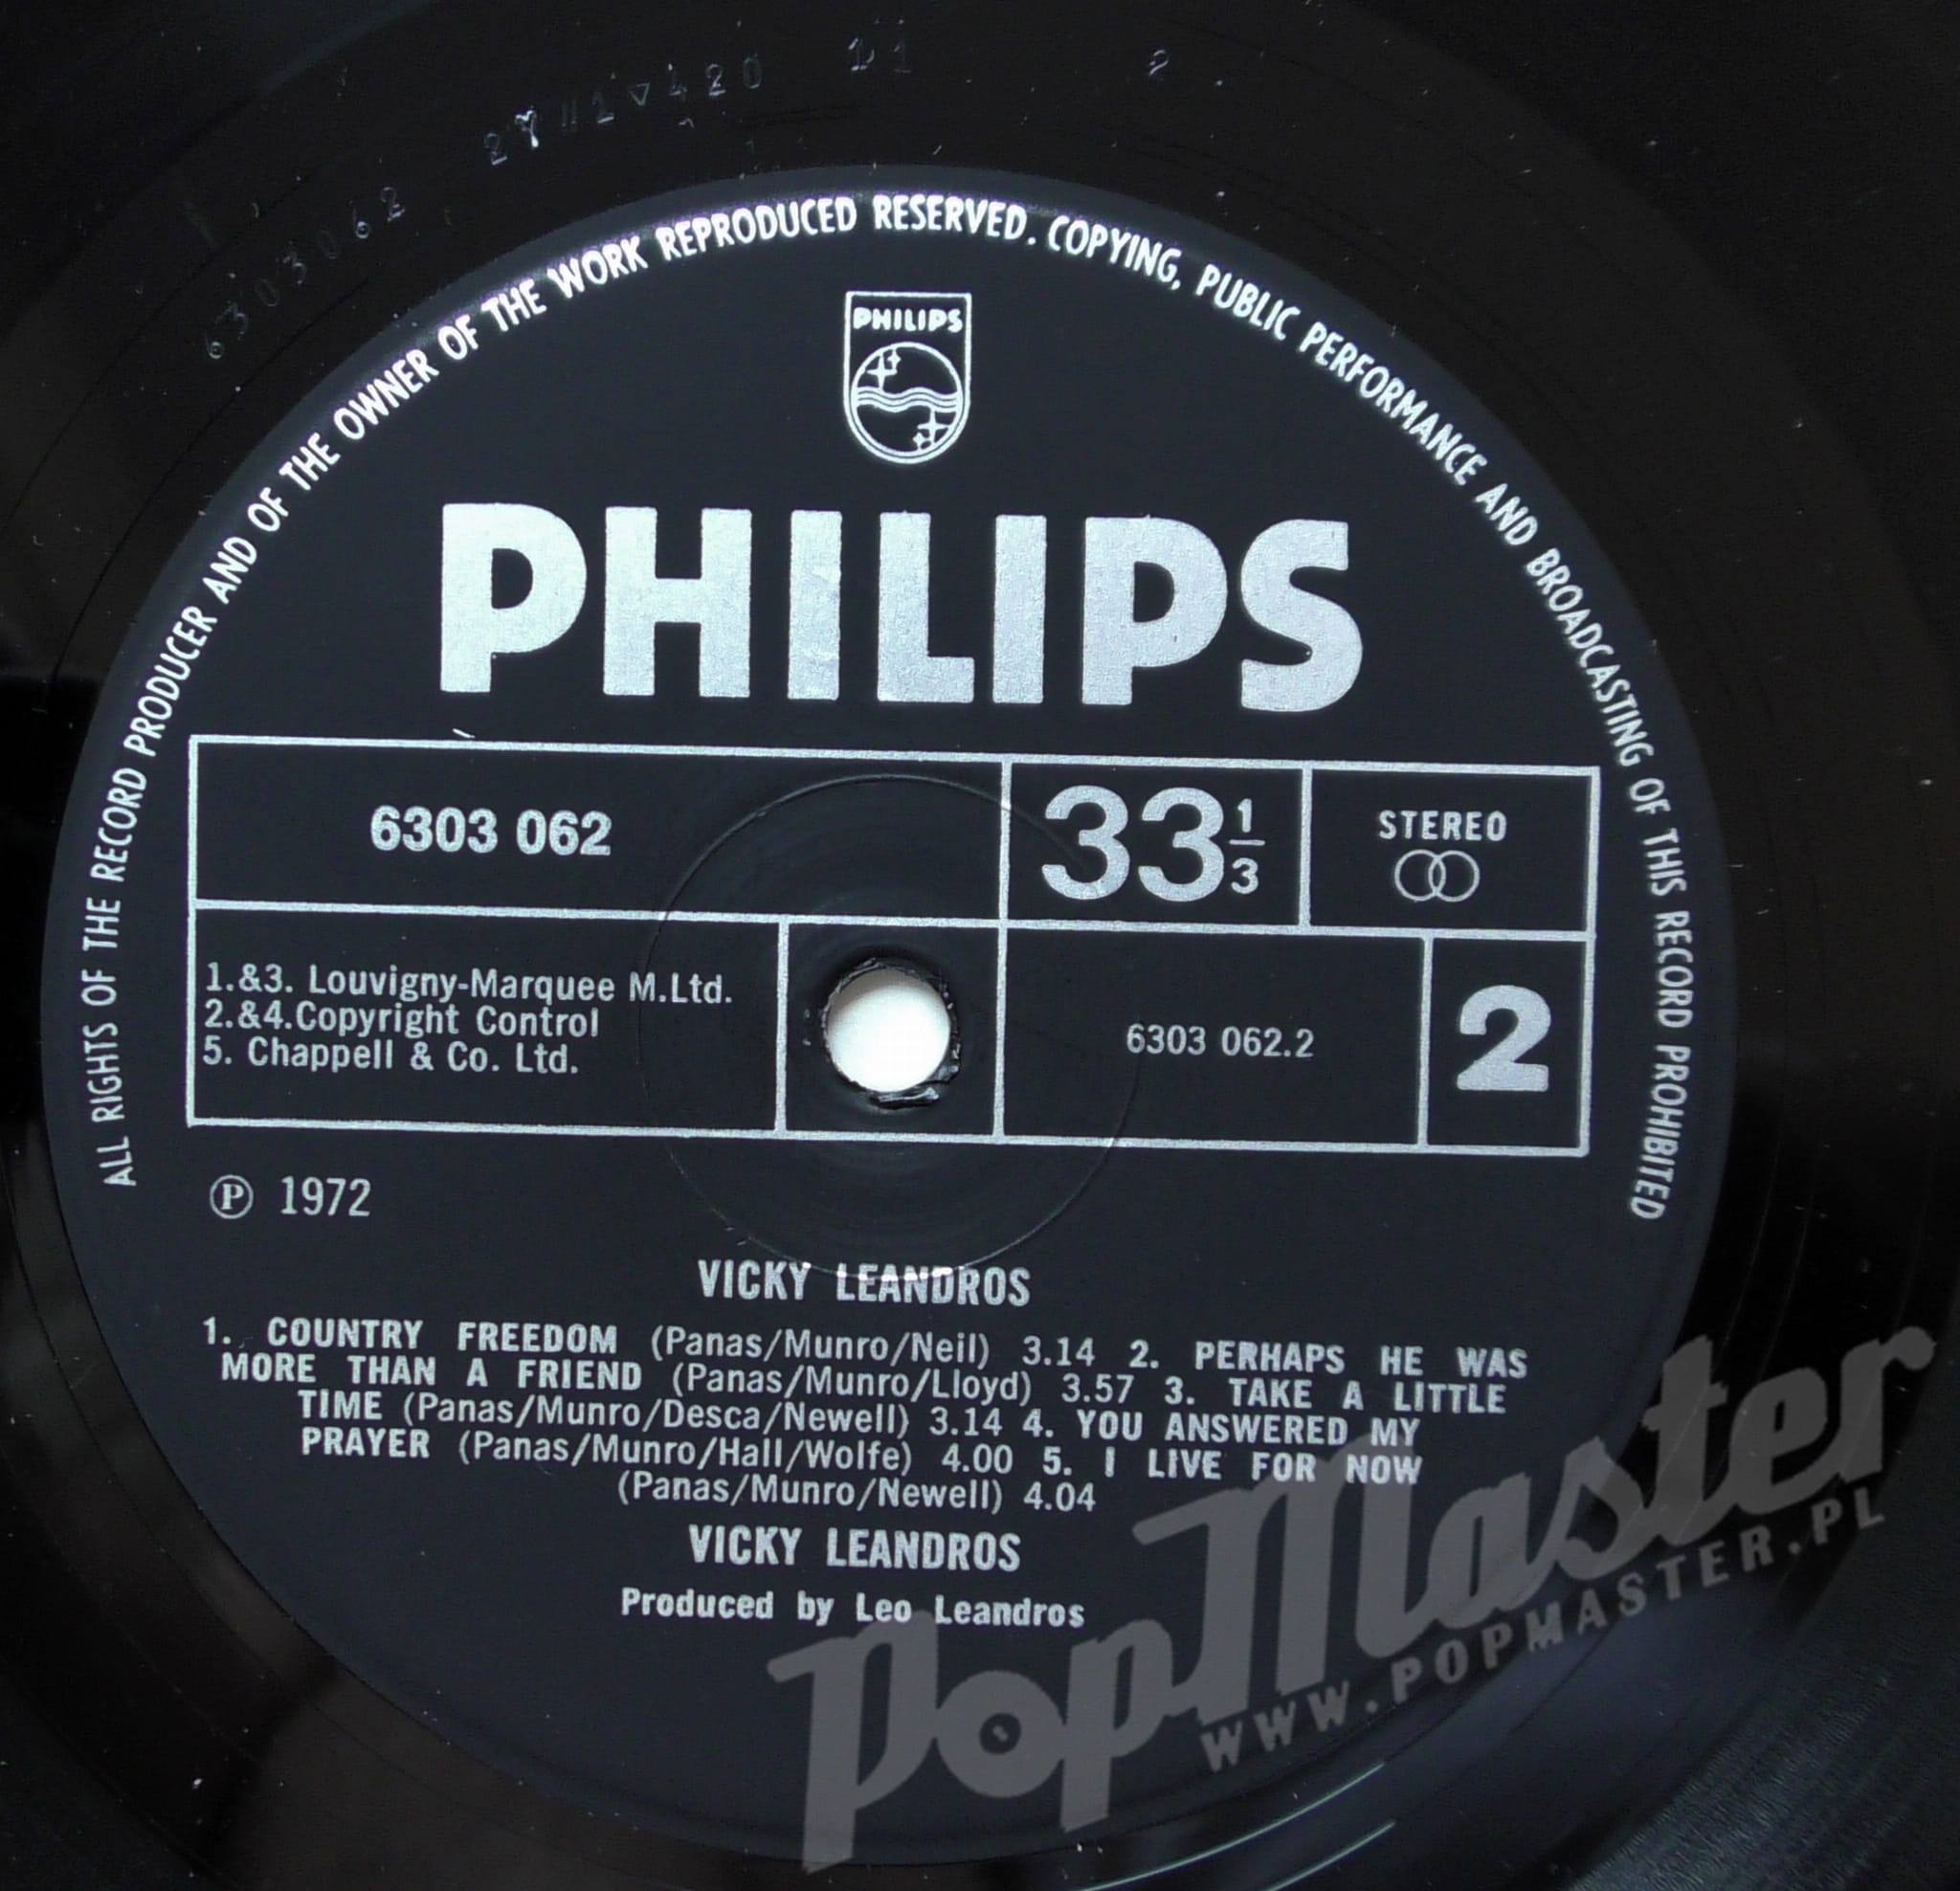 6303062 27112▽420
2
ALL RIGHTS OF THE RECORD PRODUCER AND OF THE OWNER OF THE WORK REPRODUCED RESERVED. COPYING, PUBLIC PERFORMANCE AND BROADCASTING OF THIS RECORD PROHIBITED
PHILIPS
PHILIPS
6303 062
33 1/3
STEREO
1.&3. Louvigny-Marquee M.Ltd.
2.&4.Copyright Control
5. Chappell & Co. Ltd.
6303 062.2
2
℗ 1972
VICKY LEANDROS
1. COUNTRY FREEDOM (Panas/Munro/Neil) 3.14 2. PERHAPS HE WAS
MORE THAN A FRIEND (Panas/Munro/Lloyd) 3.57 3. TAKE A LITTLE
TIME (Panas/Munro/Desca/Newell) 3.14 4. YOU ANSWERED MY
PRAYER (Panas/Munro/Hall/Wolfe) 4.00 5. I LIVE FOR NOW
(Panas/Munro/Newell) 4.04
VICKY LEANDROS
Produced by Leo Leandros
PopMaster
WWW.POPMASTER.PL